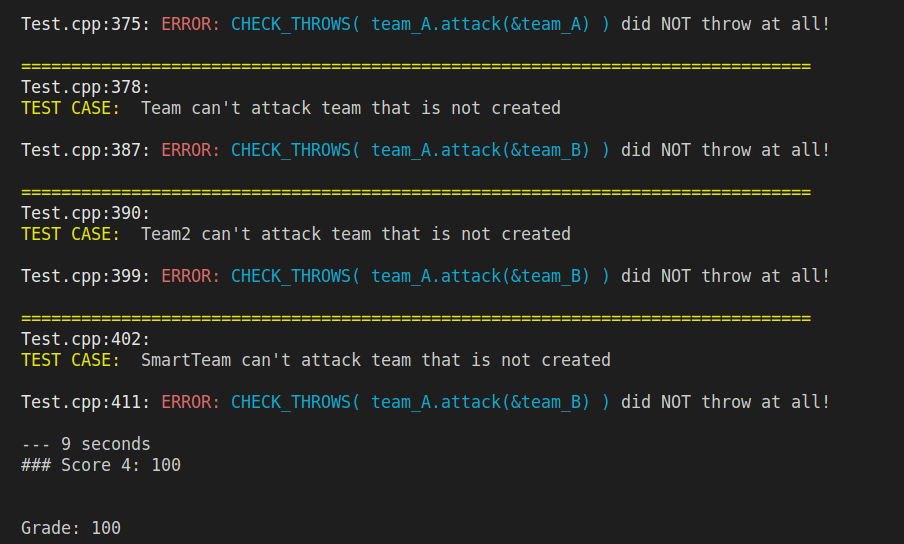 Test.cpp:375: ERROR: CHECK_THROWS( team_A.attack(&team_A) ) did NOT throw at all!
===============================================================================
Test.cpp:378:
TEST CASE:  Team can't attack team that is not created
Test.cpp:387: ERROR: CHECK_THROWS( team_A.attack(&team_B) ) did NOT throw at all!
===============================================================================
Test.cpp:390:
TEST CASE:  Team2 can't attack team that is not created
Test.cpp:399: ERROR: CHECK_THROWS( team_A.attack(&team_B) ) did NOT throw at all!
===============================================================================
Test.cpp:402:
TEST CASE:  SmartTeam can't attack team that is not created
Test.cpp:411: ERROR: CHECK_THROWS( team_A.attack(&team_B) ) did NOT throw at all!
--- 9 seconds
### Score 4: 100
Grade: 100